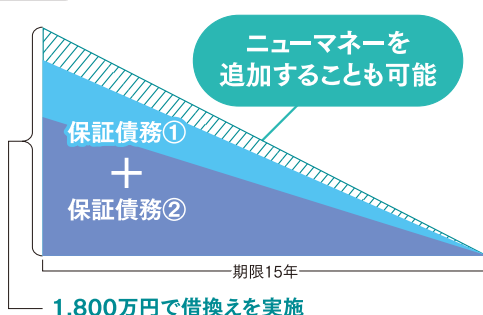 ニューマネーを
追加することも可能
保証債務①
＋
保証債務②
期限15年
1,800万円で借換えを実施